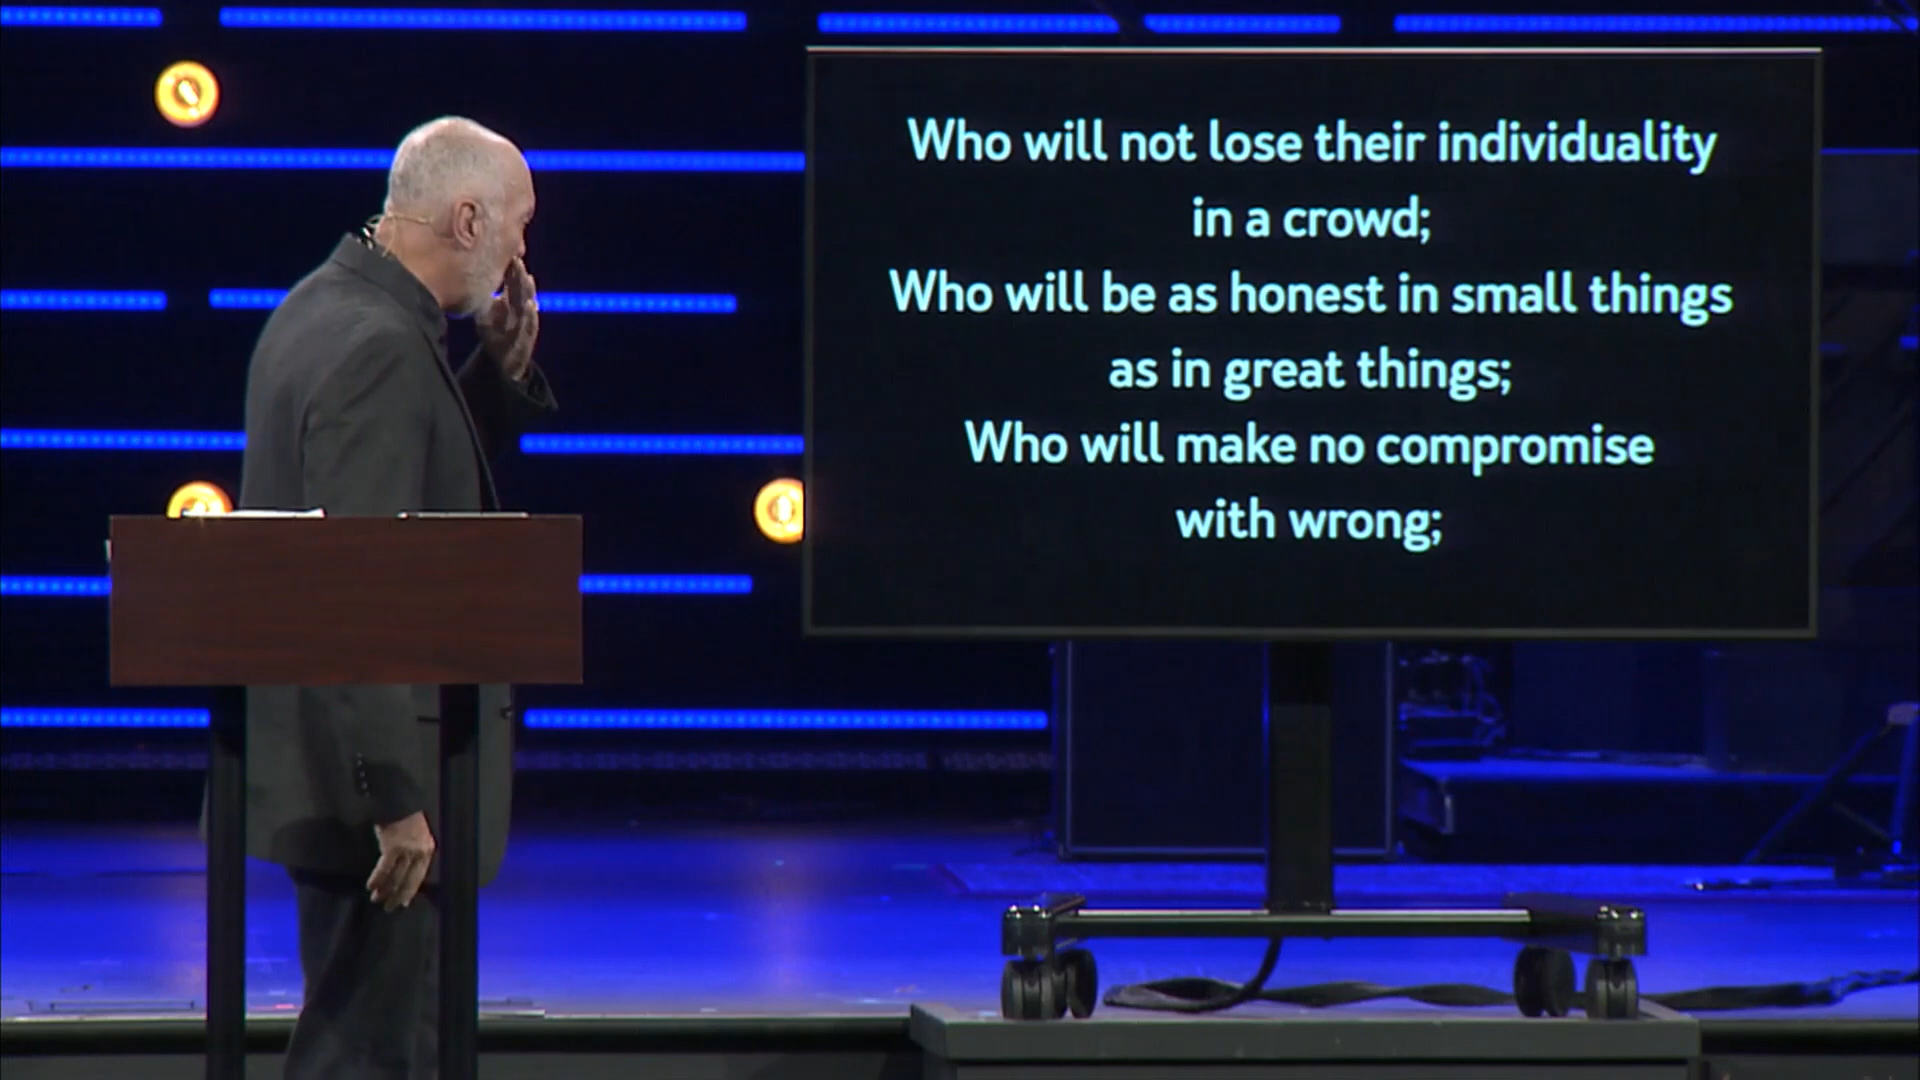 Who will not lose their individuality
in a crowd;
Who will be as honest in small things
as in great things;
Who will make no compromise
with wrong;